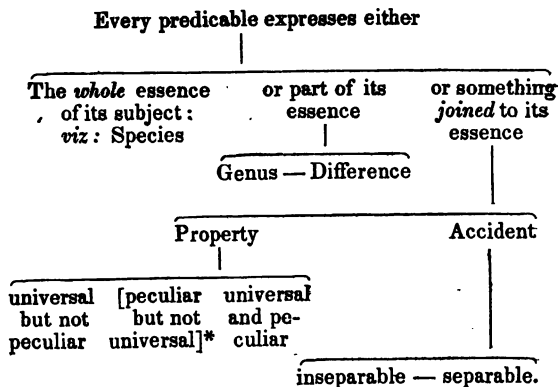 Every predicable expresses either
The whole essence or part of its or something
of its subject: essence joined to its
viz: Species essence
Genus — Difference
Property Accident
universal [peculiar universal
but not but not and pe-
peculiar universal]* culiar
inseparable — separable.